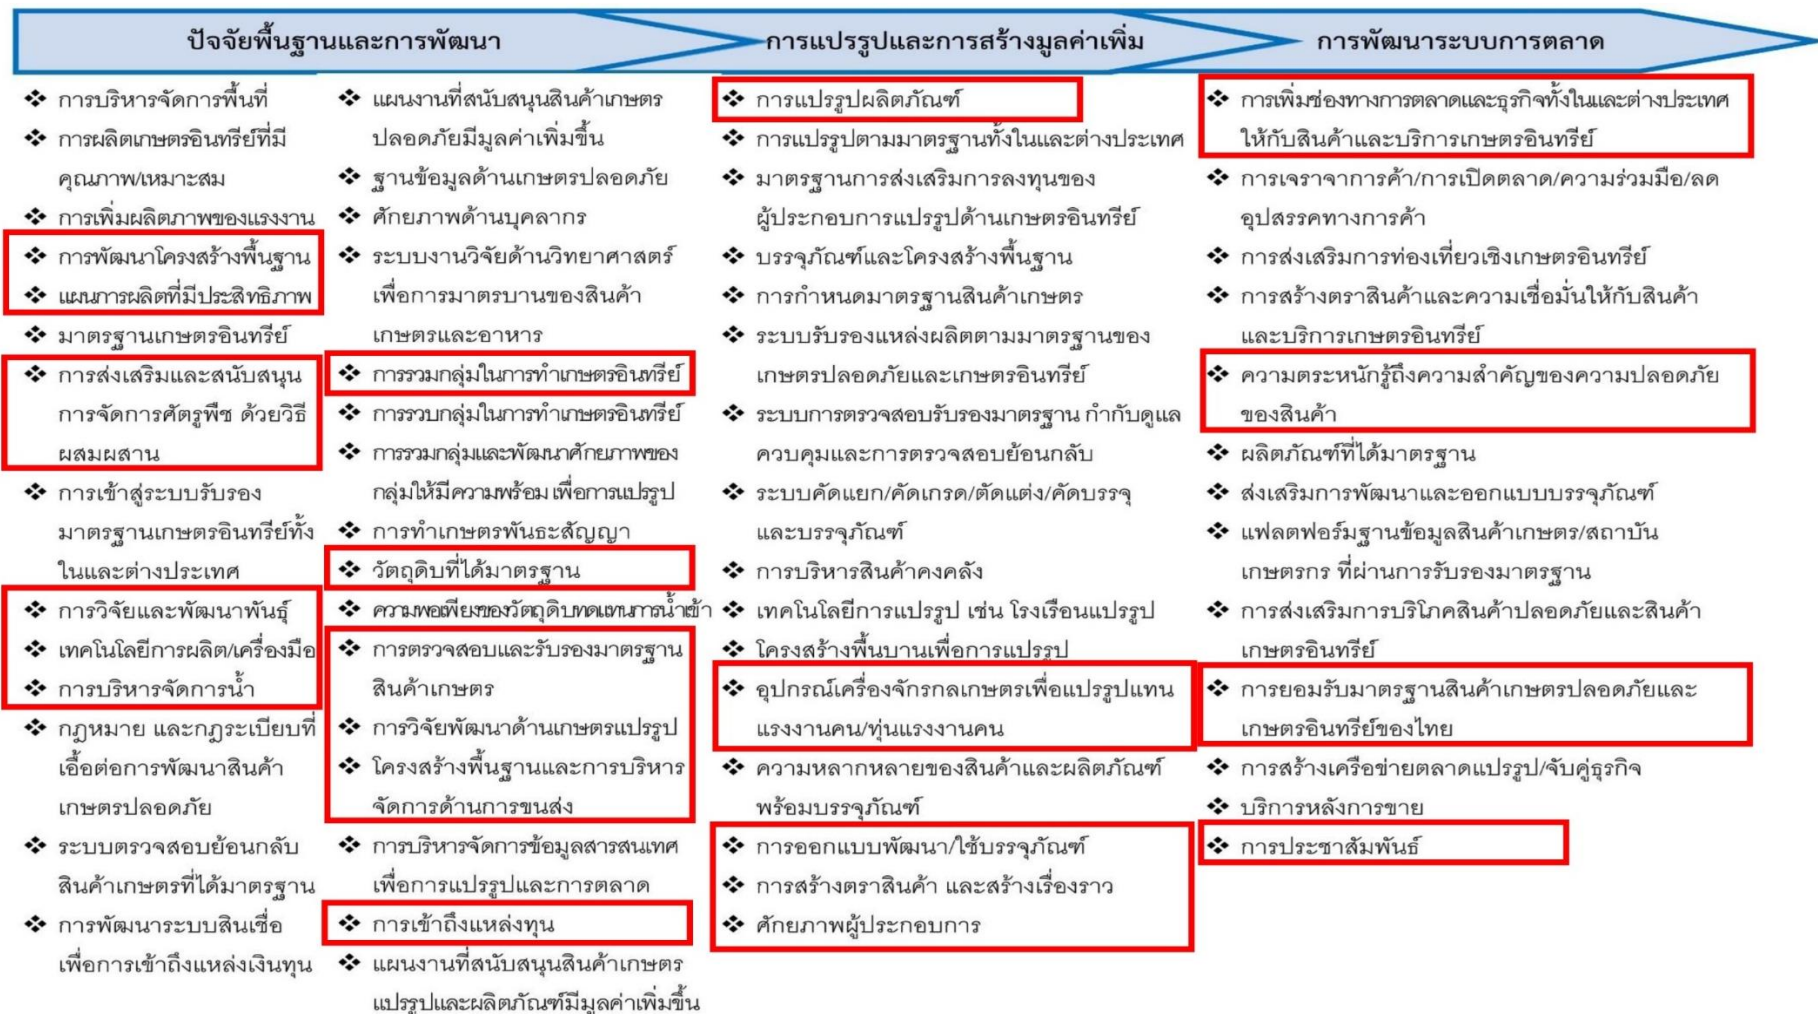 ปัจจัยพื้นฐานและการพัฒนา
การแปรรูปและการสร้างมูลค่าเพิ่ม
การพัฒนาระบบการตลาด
❖ การบริหารจัดการพื้นที่
❖ การผลิตเกษตรอินทรีย์ที่มี
คุณภาพ/เหมาะสม
❖ การเพิ่มผลิตภาพของแรงงาน
❖ การพัฒนาโครงสร้างพื้นฐาน
❖ แผนการผลิตที่มีประสิทธิภาพ
❖ มาตรฐานเกษตรอินทรีย์
❖ การส่งเสริมและสนับสนุน
การจัดการศัตรูพืช ด้วยวิธี
ผสมผสาน
❖ การเข้าสู่ระบบรับรอง
มาตรฐานเกษตรอินทรีย์ทั้ง
ในและต่างประเทศ
❖ การวิจัยและพัฒนาพันธุ์
❖ เทคโนโลยีการผลิต/เครื่องมือ
❖ การบริหารจัดการน้ำ
❖ กฎหมาย และกฎระเบียบที่
เอื้อต่อการพัฒนาสินค้า
เกษตรปลอดภัย
❖ ระบบตรวจสอบย้อนกลับ
สินค้าเกษตรที่ได้มาตรฐาน
❖ การพัฒนาระบบสินเชื่อ
เพื่อการเข้าถึงแหล่งเงินทุน
❖ แผนงานที่สนับสนุนสินค้าเกษตร
ปลอดภัยมีมูลค่าเพิ่มขึ้น
❖ ฐานข้อมูลด้านเกษตรปลอดภัย
❖ ศักยภาพด้านบุคลากร
❖ ระบบงานวิจัยด้านวิทยาศาสตร์
เพื่อการมาตรบานของสินค้า
เกษตรและอาหาร
❖ การรวมกลุ่มในการทำเกษตรอินทรีย์
❖ การรวบกลุ่มในการทำเกษตรอินทรีย์
❖ การรวมกลุ่มและพัฒนาศักยภาพของ
กลุ่มให้มีความพร้อม เพื่อการแปรรูป
❖ การทำเกษตรพันธะสัญญา
❖ วัตถุดิบที่ได้มาตรฐาน
❖ ความพอเพียงของวัตถุดิบทดแทนการน้ำเข้า
❖ การตรวจสอบและรับรองมาตรฐาน
สินค้าเกษตร
❖ การวิจัยพัฒนาด้านเกษตรแปรรูป
❖ โครงสร้างพื้นฐานและการบริหาร
จัดการด้านการขนส่ง
❖ การบริหารจัดการข้อมูลสารสนเทศ
เพื่อการแปรรูปและการตลาด
❖ การเข้าถึงแหล่งทุน
❖ แผนงานที่สนับสนุนสินค้าเกษตร
แปรรูปและผลิตภัณฑ์มีมูลค่าเพิ่มขึ้น
❖ การแปรรูปผลิตภัณฑ์
❖ การแปรรูปตามมาตรฐานทั้งในและต่างประเทศ
❖ มาตรฐานการส่งเสริมการลงทุนของ
ผู้ประกอบการแปรรูปด้านเกษตรอินทรีย์
❖ บรรจุภัณฑ์และโครงสร้างพื้นฐาน
❖ การกำหนดมาตรฐานสินค้าเกษตร
❖ ระบบรับรองแหล่งผลิตตามมาตรฐานของ
เกษตรปลอดภัยและเกษตรอินทรีย์
❖ ระบบการตรวจสอบรับรองมาตรฐาน กำกับดูแล
ควบคุมและการตรวจสอบย้อนกลับ
❖ ระบบคัดแยก/คัดเกรด/ตัดแต่ง/คัดบรรจุ
และบรรจุภัณฑ์
❖ การบริหารสินค้าคงคลัง
❖ เทคโนโลยีการแปรรูป เช่น โรงเรือนแปรรูป
❖ โครงสร้างพื้นบานเพื่อการแปรรูป
❖ อุปกรณ์เครื่องจักรกลเกษตรเพื่อแปรรูปแทน
แรงงานคน/ทุ่นแรงงานคน
❖ ความหลากหลายของสินค้าและผลิตภัณฑ์
พร้อมบรรจุภัณฑ์
❖ การออกแบบพัฒนา/ใช้บรรจุภัณฑ์
❖ การสร้างตราสินค้า และสร้างเรื่องราว
❖ ศักยภาพผู้ประกอบการ
❖ การเพิ่มช่องทางการตลาดและธุรกิจทั้งในและต่างประเทศ
ให้กับสินค้าและบริการเกษตรอินทรีย์
❖ การเจราจาการค้า/การเปิดตลาด/ความร่วมมือ/ลด
อุปสรรคทางการค้า
❖ การส่งเสริมการท่องเที่ยวเชิงเกษตรอินทรีย์
❖ การสร้างตราสินค้าและความเชื่อมั่นให้กับสินค้า
และบริการเกษตรอินทรีย์
❖ ความตระหนักรู้ถึงความสำคัญของความปลอดภัย
ของสินค้า
❖ ผลิตภัณฑ์ที่ได้มาตรฐาน
❖ ส่งเสริมการพัฒนาและออกแบบบรรจุภัณฑ์
❖ แฟลตฟอร์มฐานข้อมูลสินค้าเกษตร/สถาบัน
เกษตรกร ที่ผ่านการรับรองมาตรฐาน
❖ การส่งเสริมการบริโภคสินค้าปลอดภัยและสินค้า
เกษตรอินทรีย์
❖ การยอมรับมาตรฐานสินค้าเกษตรปลอดภัยและ
เกษตรอินทรีย์ของไทย
❖ การสร้างเครือข่ายตลาดแปรรูป/จับคู่ธุรกิจ
❖ บริการหลังการขาย
❖ การประชาสัมพันธ์